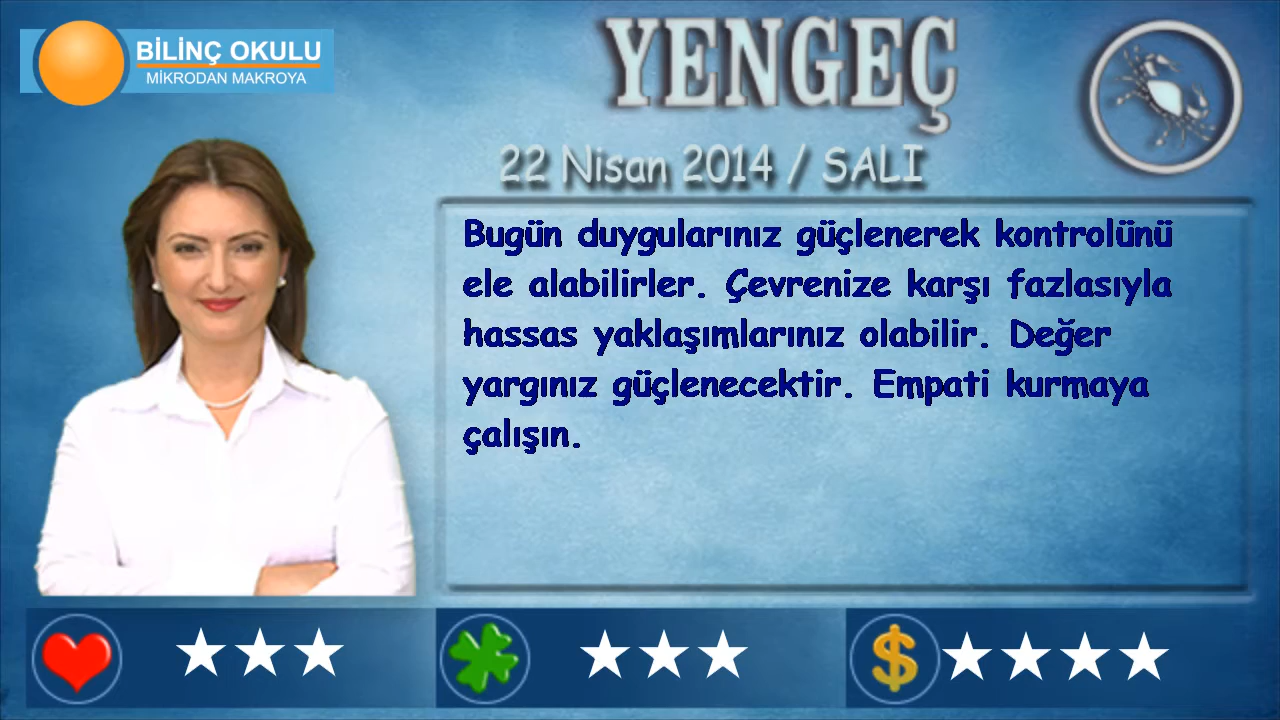 BİLİNÇ OKULU
MİKRODAN MAKROYA
YENGEÇ
22 Nisan 2014 / SALI
Bugün duygularınız güçlenerek kontrolünü
ele alabilirler. Çevrenize karşı fazlasıyla
hassas yaklaşımlarınız olabilir. Değer
yargınız güçlenecektir. Empati kurmaya
çalışın.
$